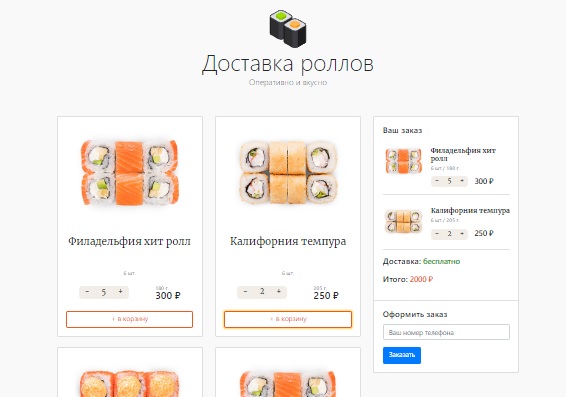 Доставка роллов
Оперативно и вкусно
Филадельфия хит ролл
6 шт.
- 5 +
180 г.
300 ₽
+ в корзину
Калифорния темпура
6 шт.
- 2 +
205 г.
250 ₽
+ в корзину
Ваш заказ
Филадельфия хит
ролл
6 шт / 180 г.
- 5 +
300 ₽
Калифорния темпура
6 шт / 205 г.
- 2 +
250 ₽
Доставка: бесплатно
Итого: 2000 ₽
Оформить заказ
Ваш номер телефона
Заказать